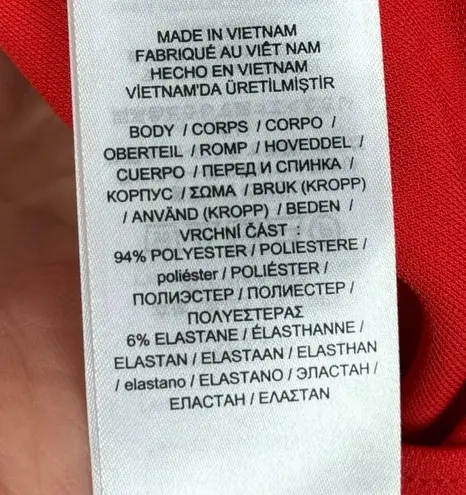 MADE IN VIETNAM
FABRIQUÉ AU VIÊT NAM
HECHO EN VIETNAM
VİETNAM'DA ÜRETİLMİŞTİR
BODY / CORPS / CORPO /
OBERTEIL / ROMP / HOVEDDEL /
CUERPO / ПЕРЕД И СПИНКА /
КОРПУС / ΣΩΜΑ / BRUK (KROPP)
/ ANVÄND (KROPP) / BEDEN /
VRCHNÍ ČÁST :
94% POLYESTER / POLIESTERE /
poliéster / POLIÉSTER /
ПОЛИЭСТЕР / ПОЛИЕСТЕР /
ΠΟΛΥΕΣΤΕΡΑΣ
6% ELASTANE / ÉLASTHANNE /
ELASTAN / ELASTAAN / ELASTHAN
/ elastano / ELASTANO / ЭЛАСТАН /
ЕЛАСТАН / ΕΛΑΣΤΑΝ